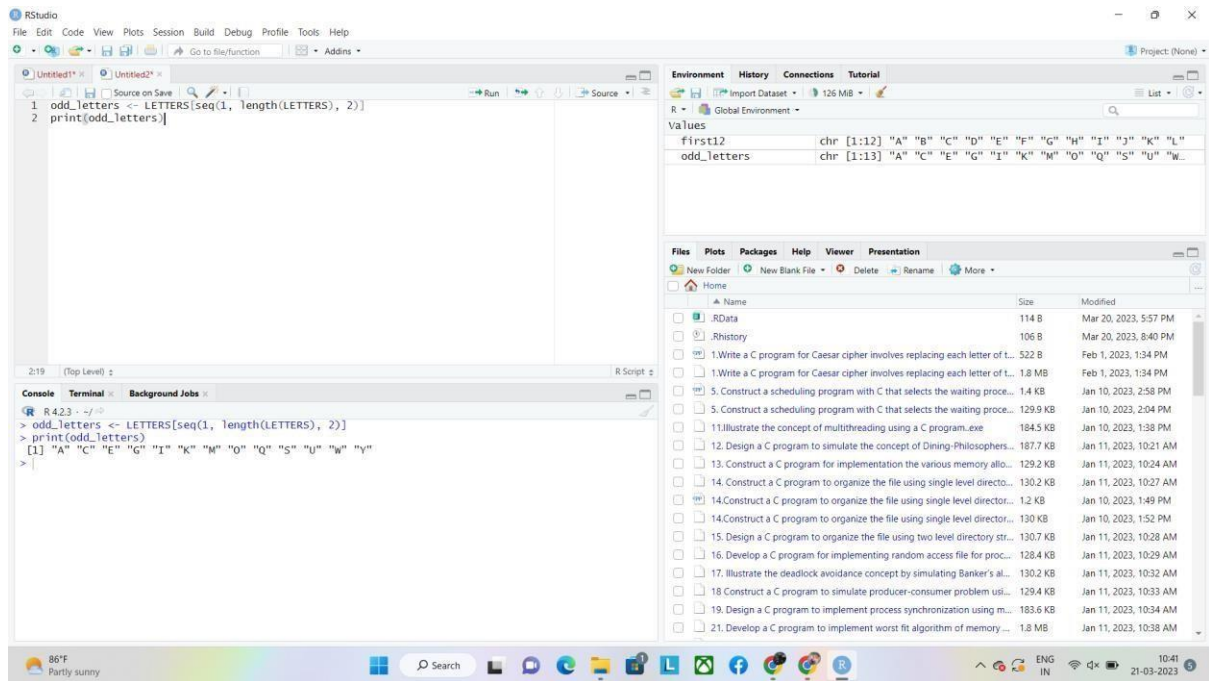 RStudio
File Edit Code View Plots Session Build Debug Profile Tools Help
Go to file/function Addins Project: (None)
Untitled1* Untitled2*
Source on Save Run Source
1 odd_letters <- LETTERS[seq(1, length(LETTERS), 2)]
2 print(odd_letters)
2:19 (Top Level) R Script
Console Terminal Background Jobs
R 4.2.3 · ~/
> odd_letters <- LETTERS[seq(1, length(LETTERS), 2)]
> print(odd_letters)
[1] "A" "C" "E" "G" "I" "K" "M" "O" "Q" "S" "U" "W" "Y"
>
Environment History Connections Tutorial
Import Dataset 126 MiB List
R Global Environment
Values
first12 chr [1:12] "A" "B" "C" "D" "E" "F" "G" "H" "I" "J" "K" "L"
odd_letters chr [1:13] "A" "C" "E" "G" "I" "K" "M" "O" "Q" "S" "U" "W…
Files Plots Packages Help Viewer Presentation
New Folder New Blank File Delete Rename More
Home
Name Size Modified
.RData 114 B Mar 20, 2023, 5:57 PM
.Rhistory 106 B Mar 20, 2023, 8:40 PM
1.Write a C program for Caesar cipher involves replacing each letter of t... 522 B Feb 1, 2023, 1:34 PM
1.Write a C program for Caesar cipher involves replacing each letter of t... 1.8 MB Feb 1, 2023, 1:34 PM
5. Construct a scheduling program with C that selects the waiting proce... 1.4 KB Jan 10, 2023, 2:58 PM
5. Construct a scheduling program with C that selects the waiting proce... 129.9 KB Jan 10, 2023, 2:04 PM
11.Illustrate the concept of multithreading using a C program..exe 184.5 KB Jan 10, 2023, 1:38 PM
12. Design a C program to simulate the concept of Dining-Philosophers... 187.7 KB Jan 11, 2023, 10:21 AM
13. Construct a C program for implementation the various memory allo... 129.2 KB Jan 11, 2023, 10:24 AM
14. Construct a C program to organize the file using single level directo... 130.2 KB Jan 11, 2023, 10:27 AM
14.Construct a C program to organize the file using single level director... 1.2 KB Jan 10, 2023, 1:49 PM
14.Construct a C program to organize the file using single level director... 130 KB Jan 10, 2023, 1:52 PM
15. Design a C program to organize the file using two level directory str... 130.7 KB Jan 11, 2023, 10:28 AM
16. Develop a C program for implementing random access file for proc... 128.4 KB Jan 11, 2023, 10:29 AM
17. Illustrate the deadlock avoidance concept by simulating Banker's al... 130.2 KB Jan 11, 2023, 10:32 AM
18 Construct a C program to simulate producer-consumer problem usi... 129.4 KB Jan 11, 2023, 10:33 AM
19. Design a C program to implement process synchronization using m... 183.6 KB Jan 11, 2023, 10:34 AM
21. Develop a C program to implement worst fit algorithm of memory ... 1.8 MB Jan 11, 2023, 10:38 AM
86°F
Partly sunny
Search
ENG
IN
10:41
21-03-2023
5